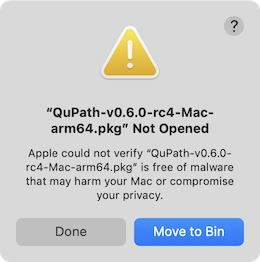 ?
“QuPath-v0.6.0-rc4-Mac-
arm64.pkg” Not Opened
Apple could not verify “QuPath-v0.6.0-
rc4-Mac-arm64.pkg” is free of malware
that may harm your Mac or compromise
your privacy.
Done
Move to Bin